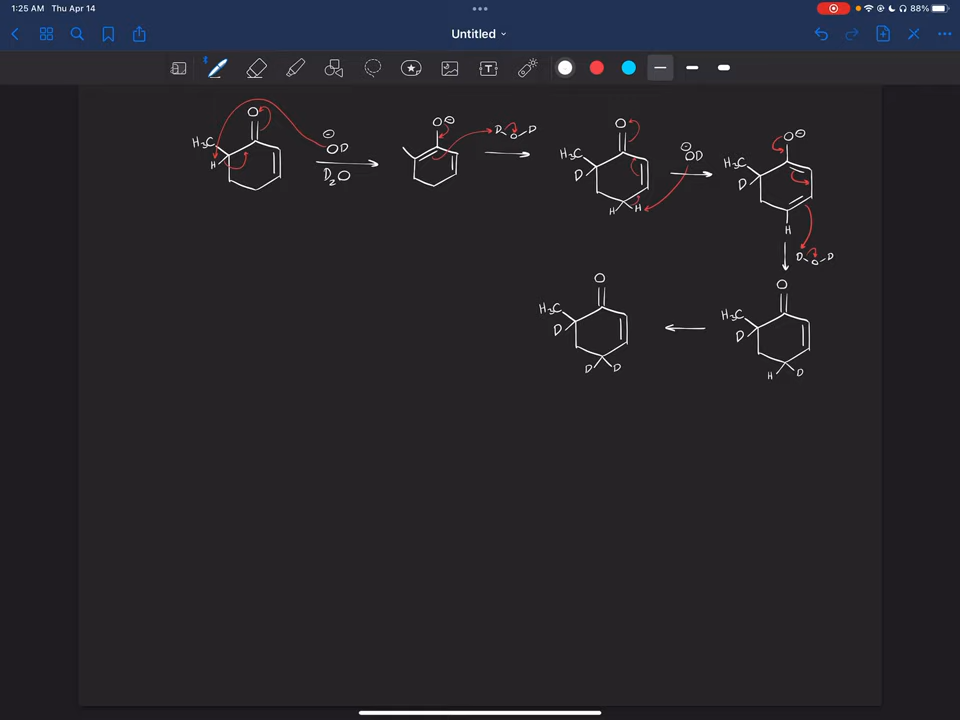 1:25 AM Thu Apr 14
88%
Untitled
O
H₃C
H
⊖
OD
D₂O
O⊖
D O D
O
H₃C
D
H H
⊖
OD
O⊖
H₃C
D
H
D O D
O
H₃C
D
D D
O
H₃C
D
H D